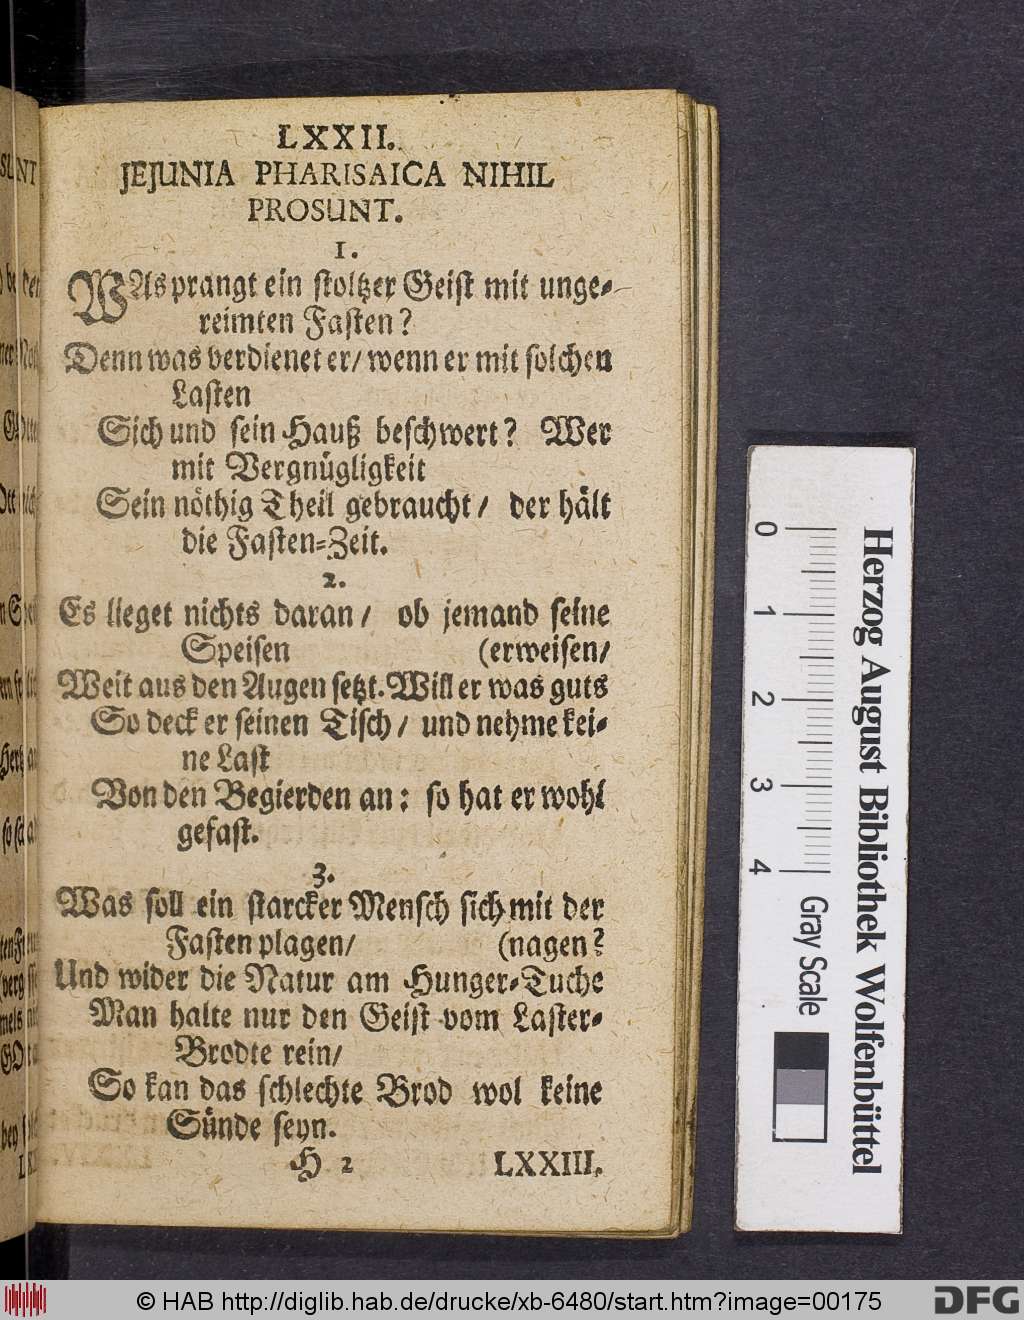 LXXII.
JEJUNIA PHARISAICA NIHIL
PROSUNT.
1.
WAs prangt ein stoltzer Geist mit unge-
reimten Fasten?
Denn was verdienet er/ wenn er mit solchen
Lasten
Sich und sein Hauß beschwert? Wer
mit Vergnügligkeit
Sein nöthig Theil gebraucht/ der hält
die Fasten-Zeit.
2.
Es lieget nichts daran/ ob jemand seine
Speisen (erweisen/
Weit aus den Augen setzt. Will er was guts
So deck er seinen Tisch/ und nehme kei-
ne Last
Von den Begierden an: so hat er wohl
gefast.
3.
Was soll ein starcker Mensch sich mit der
Fasten plagen/ (nagen?
Und wider die Natur am Hunger-Tuche
Man halte nur den Geist vom Laster-
Brodte rein/
So kan das schlechte Brod wol keine
Sünde seyn.
H 2 LXXIII.
0 1 2 3 4 Gray Scale
Herzog August Bibliothek Wolfenbüttel
© HAB http://diglib.hab.de/drucke/xb-6480/start.htm?image=00175
DFG